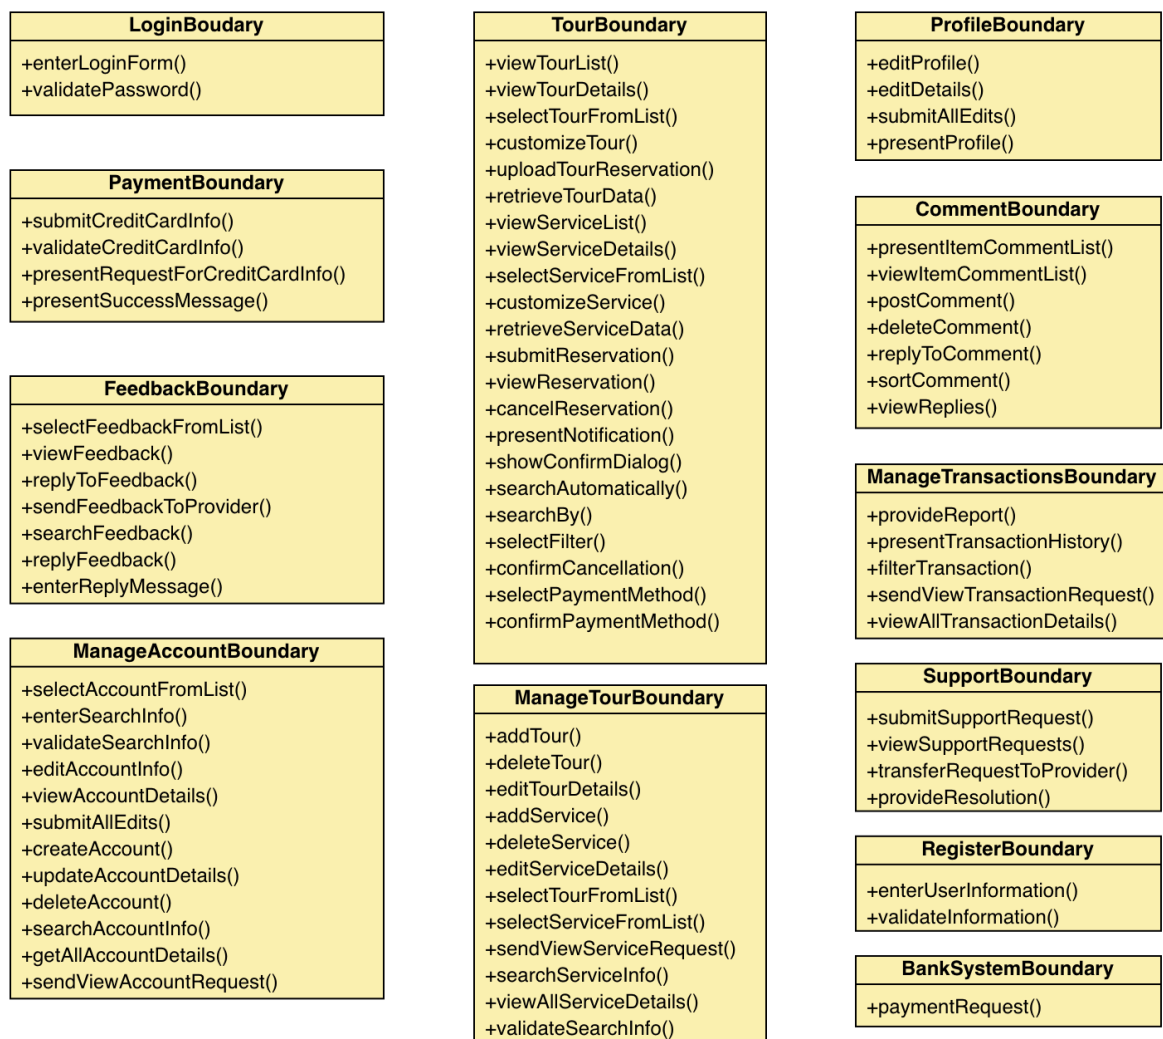 LoginBoudary
+enterLoginForm()
+validatePassword()
PaymentBoundary
+submitCreditCardInfo()
+validateCreditCardInfo()
+presentRequestForCreditCardInfo()
+presentSuccessMessage()
FeedbackBoundary
+selectFeedbackFromList()
+viewFeedback()
+replyToFeedback()
+sendFeedbackToProvider()
+searchFeedback()
+replyFeedback()
+enterReplyMessage()
ManageAccountBoundary
+selectAccountFromList()
+enterSearchInfo()
+validateSearchInfo()
+editAccountInfo()
+viewAccountDetails()
+submitAllEdits()
+createAccount()
+updateAccountDetails()
+deleteAccount()
+searchAccountInfo()
+getAllAccountDetails()
+sendViewAccountRequest()
TourBoundary
+viewTourList()
+viewTourDetails()
+selectTourFromList()
+customizeTour()
+uploadTourReservation()
+retrieveTourData()
+viewServiceList()
+viewServiceDetails()
+selectServiceFromList()
+customizeService()
+retrieveServiceData()
+submitReservation()
+viewReservation()
+cancelReservation()
+presentNotification()
+showConfirmDialog()
+searchAutomatically()
+searchBy()
+selectFilter()
+confirmCancellation()
+selectPaymentMethod()
+confirmPaymentMethod()
ManageTourBoundary
+addTour()
+deleteTour()
+editTourDetails()
+addService()
+deleteService()
+editServiceDetails()
+selectTourFromList()
+selectServiceFromList()
+sendViewServiceRequest()
+searchServiceInfo()
+viewAllServiceDetails()
+validateSearchInfo()
ProfileBoundary
+editProfile()
+editDetails()
+submitAllEdits()
+presentProfile()
CommentBoundary
+presentItemCommentList()
+viewItemCommentList()
+postComment()
+deleteComment()
+replyToComment()
+sortComment()
+viewReplies()
ManageTransactionsBoundary
+provideReport()
+presentTransactionHistory()
+filterTransaction()
+sendViewTransactionRequest()
+viewAllTransactionDetails()
SupportBoundary
+submitSupportRequest()
+viewSupportRequests()
+transferRequestToProvider()
+provideResolution()
RegisterBoundary
+enterUserInformation()
+validateInformation()
BankSystemBoundary
+paymentRequest()